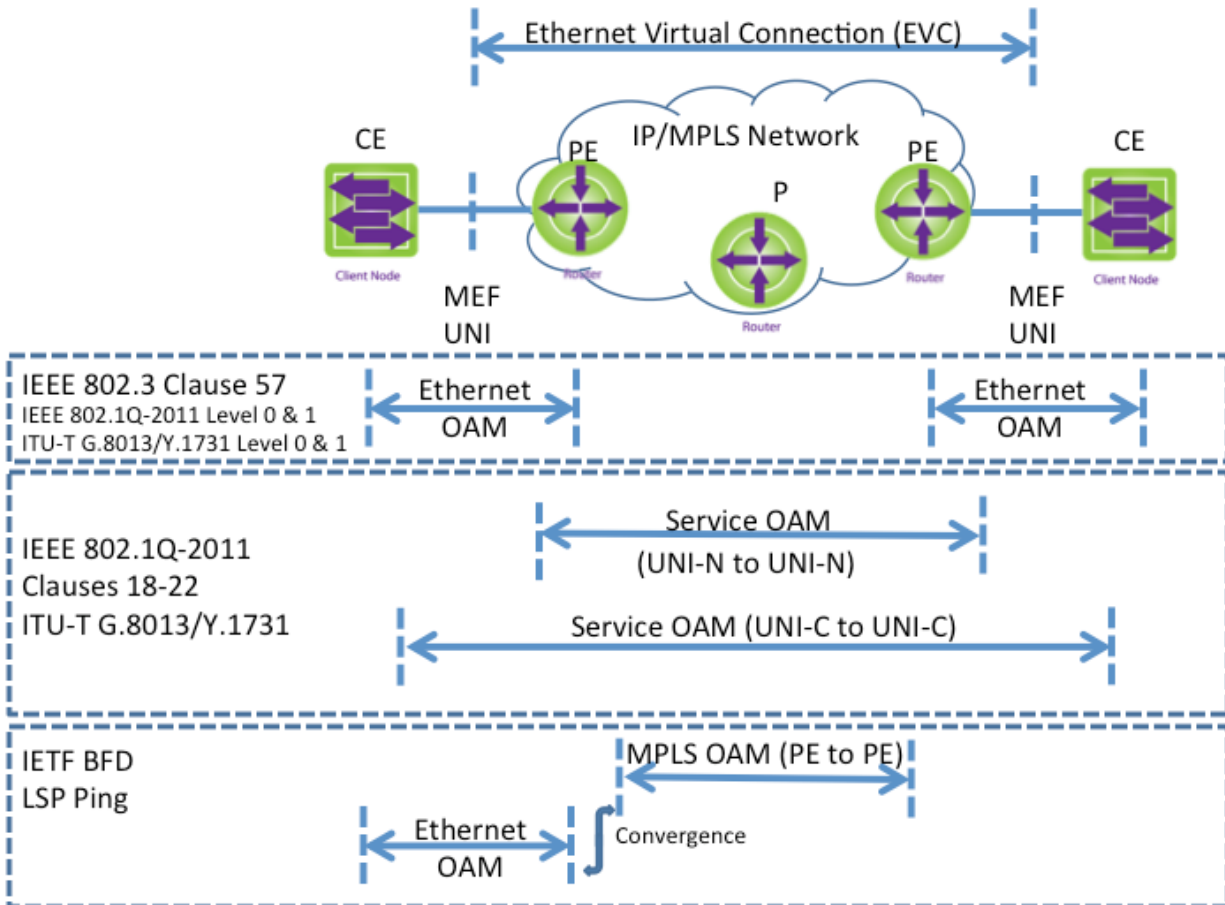 Ethernet Virtual Connection (EVC)
IP/MPLS Network
CE
PE
P
PE
CE
Client Node
Router
Router
Router
Client Node
MEF
UNI
MEF
UNI
IEEE 802.3 Clause 57
IEEE 802.1Q-2011 Level 0 & 1
ITU-T G.8013/Y.1731 Level 0 & 1
Ethernet
OAM
Ethernet
OAM
IEEE 802.1Q-2011
Clauses 18-22
ITU-T G.8013/Y.1731
Service OAM
(UNI-N to UNI-N)
Service OAM (UNI-C to UNI-C)
IETF BFD
LSP Ping
MPLS OAM (PE to PE)
Convergence
Ethernet
OAM